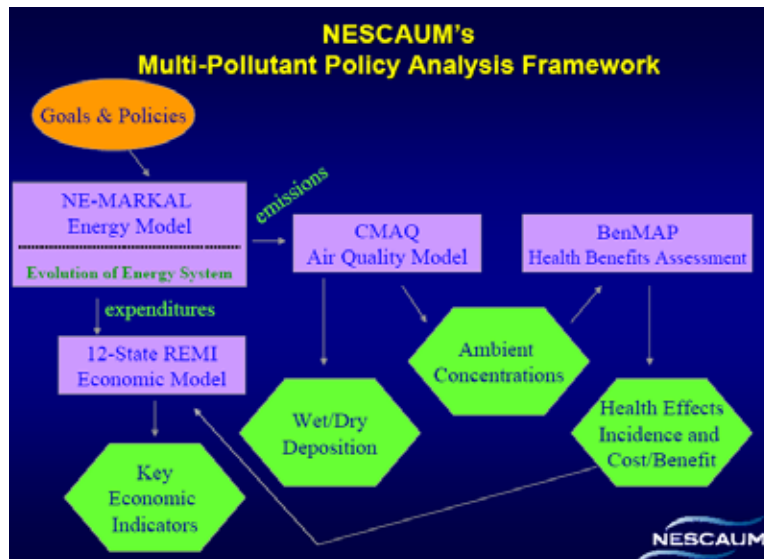 NESCAUM's
Multi-Pollutant Policy Analysis Framework
Goals & Policies
NE-MARKAL
Energy Model
Evolution of Energy System
emissions
CMAQ
Air Quality Model
BenMAP
Health Benefits Assessment
expenditures
12-State REMI
Economic Model
Ambient
Concentrations
Wet/Dry
Deposition
Health Effects
Incidence and
Cost/Benefit
Key
Economic
Indicators
NESCAUM